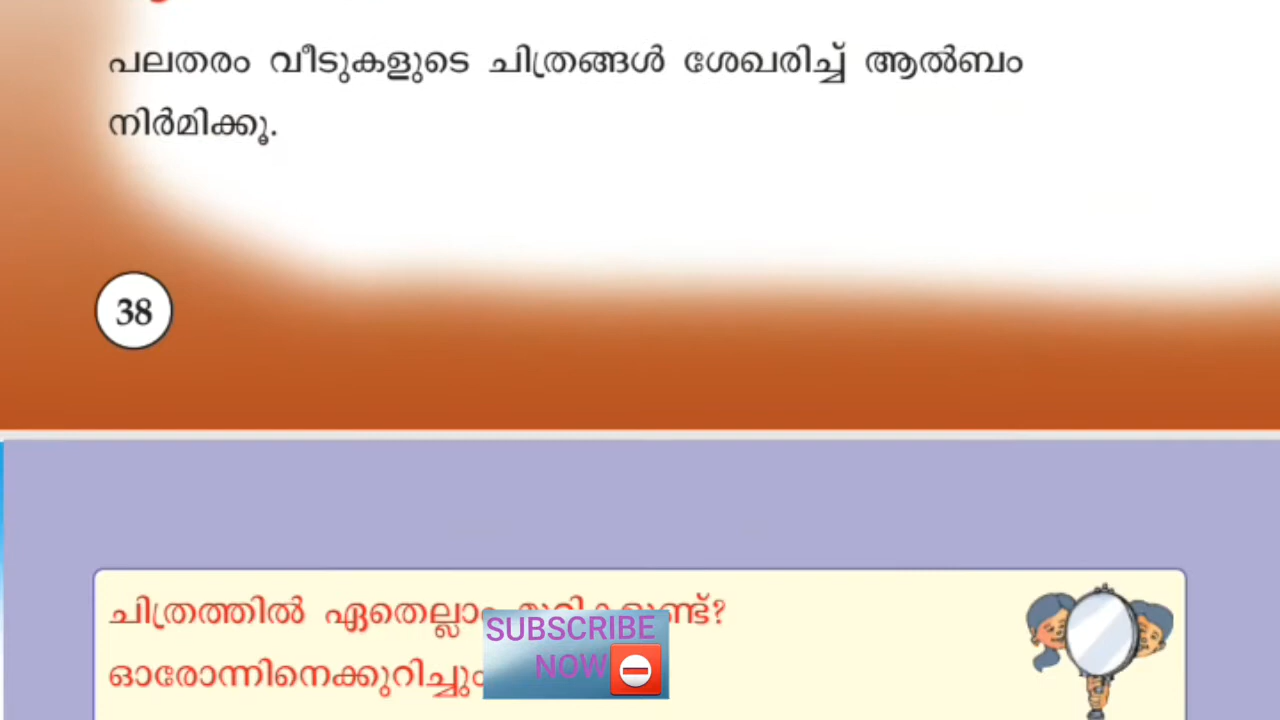 പലതരം വീടുകളുടെ ചിത്രങ്ങൾ ശേഖരിച്ച് ആൽബം
നിർമിക്കൂ.
38
ചിത്രത്തിൽ ഏതെല്ലാം
ഓരോന്നിനെക്കുറിച്ചും
SUBSCRIBE
NOW